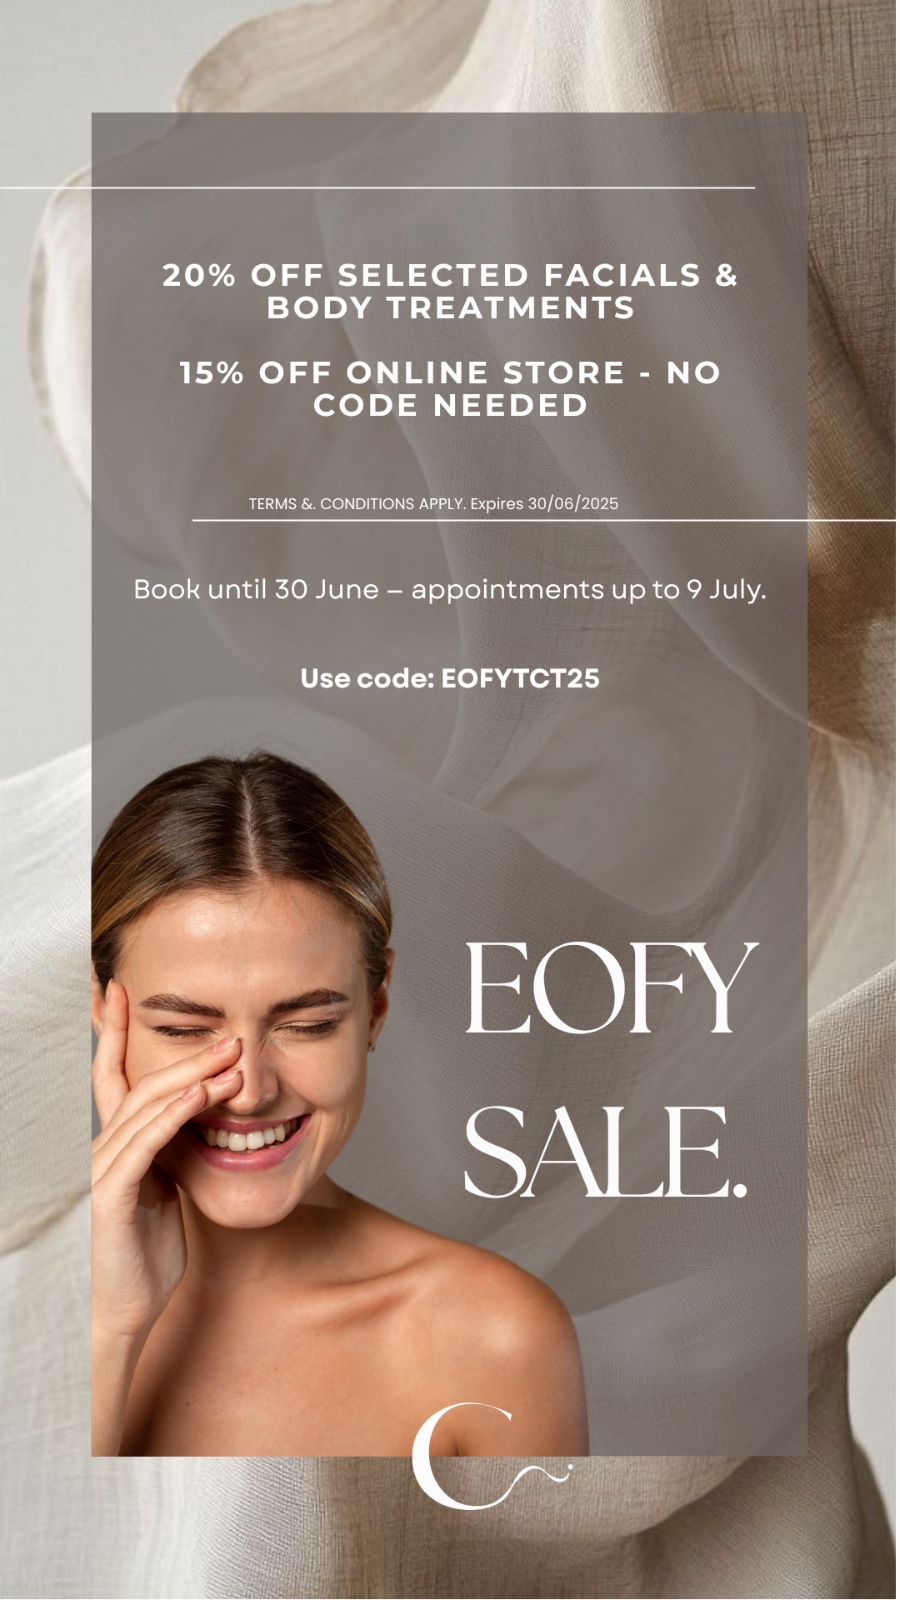 20% OFF SELECTED FACIALS &
BODY TREATMENTS
15% OFF ONLINE STORE - NO
CODE NEEDED
TERMS &. CONDITIONS APPLY. Expires 30/06/2025
Book until 30 June – appointments up to 9 July.
Use code: EOFYTCT25
EOFY
SALE.
C